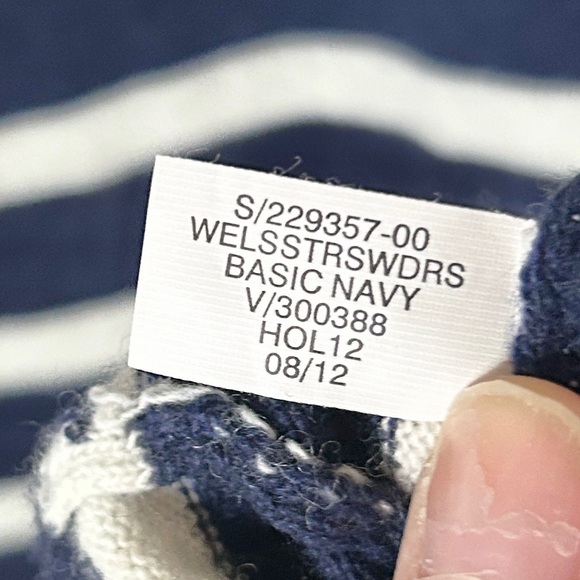 S/229357-00
WELSSTRSWDRS
BASIC NAVY
V/300388
HOL12
08/12